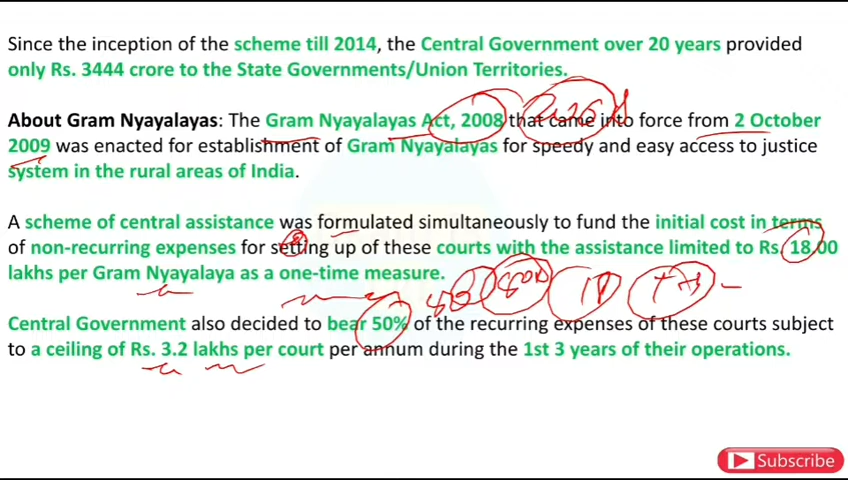 Since the inception of the scheme till 2014, the Central Government over 20 years provided
only Rs. 3444 crore to the State Governments/Union Territories.
About Gram Nyayalayas: The Gram Nyayalayas Act, 2008 that came into force from 2 October
2009 was enacted for establishment of Gram Nyayalayas for speedy and easy access to justice
system in the rural areas of India.
A scheme of central assistance was formulated simultaneously to fund the initial cost in terms
of non-recurring expenses for setting up of these courts with the assistance limited to Rs. 18.00
lakhs per Gram Nyayalaya as a one-time measure.
Central Government also decided to bear 50% of the recurring expenses of these courts subject
to a ceiling of Rs. 3.2 lakhs per court per annum during the 1st 3 years of their operations.
Subscribe